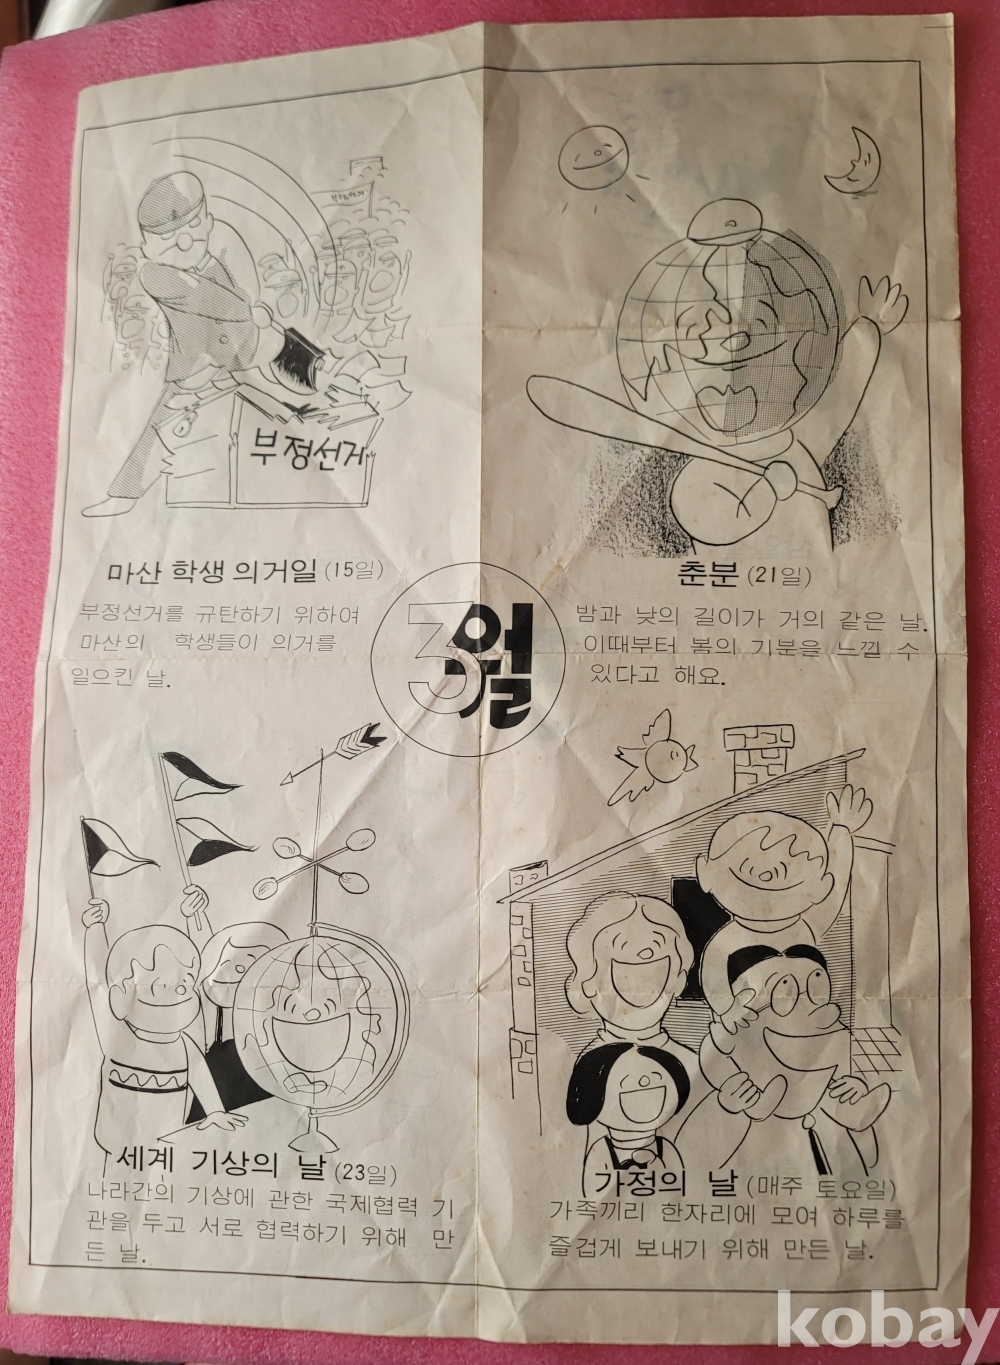 부정선거
마산 학생 의거일 (15일)
부정선거를 규탄하기 위하여
마산의 학생들이 의거를
일으킨 날.
춘분 (21일)
밤과 낮의 길이가 거의 같은 날.
이때부터 봄의 기분을 느낄 수
있다고 해요.
3월
세계 기상의 날 (23일)
나라간의 기상에 관한 국제협력 기
관을 두고 서로 협력하기 위해 만
든 날.
가정의 날 (매주 토요일)
가족끼리 한자리에 모여 하루를
즐겁게 보내기 위해 만든 날.
kobay